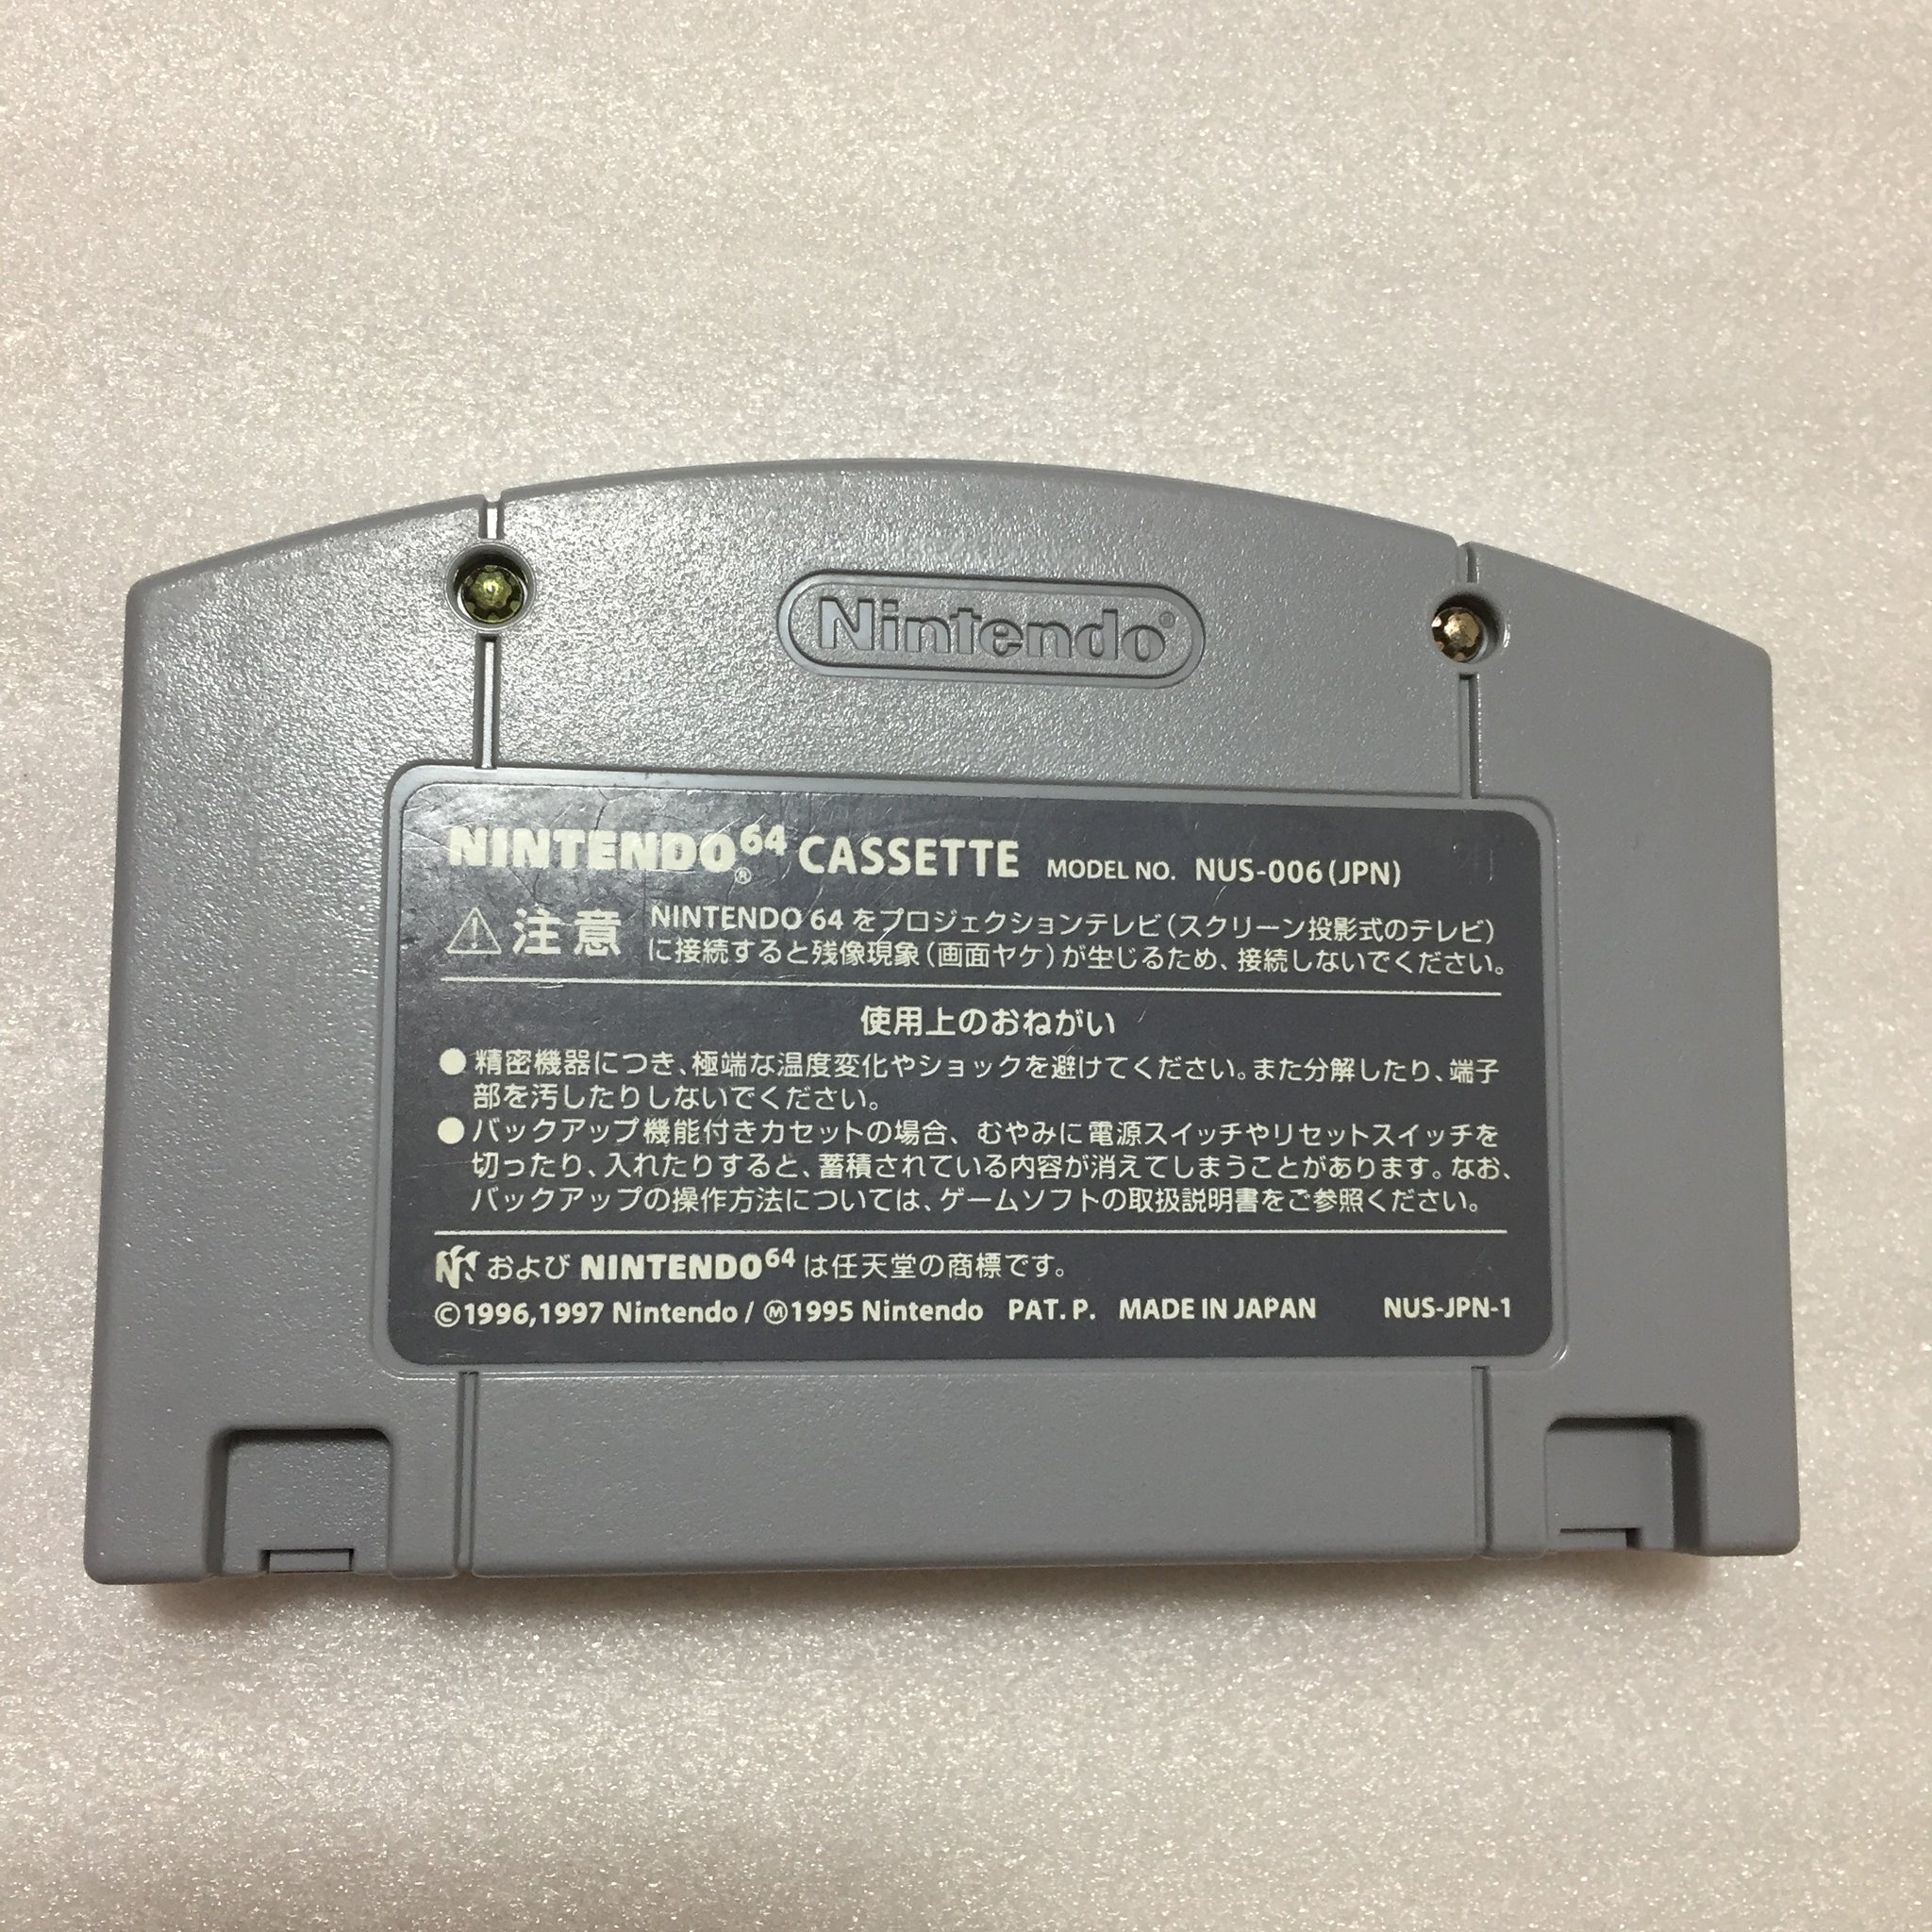 Nintendo®
NINTENDO64® CASSETTE MODEL NO. NUS-006(JPN)
⚠注意 NINTENDO 64 をプロジェクションテレビ(スクリーン投影式のテレビ)
に接続すると残像現象(画面ヤケ)が生じるため、接続しないでください。
使用上のおねがい
●精密機器につき、極端な温度変化やショックを避けてください。また分解したり、端子
部を汚したりしないでください。
●バックアップ機能付きカセットの場合、むやみに電源スイッチやリセットスイッチを
切ったり、入れたりすると、蓄積されている内容が消えてしまうことがあります。なお、
バックアップの操作方法については、ゲームソフトの取扱説明書をご参照ください。
および NINTENDO64 は任天堂の商標です。
©1996,1997 Nintendo / Ⓜ1995 Nintendo PAT. P. MADE IN JAPAN NUS-JPN-1